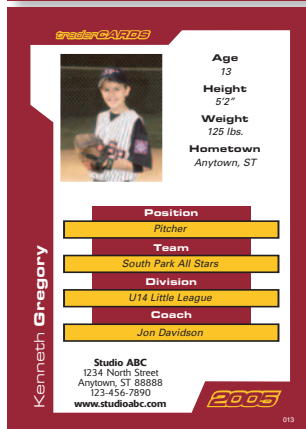 traderCARDS
Age
13
Height
5'2"
Weight
125 lbs.
Hometown
Anytown, ST
Position
Pitcher
Team
South Park All Stars
Division
U14 Little League
Coach
Jon Davidson
Kenneth Gregory
Studio ABC
1234 North Street
Anytown, ST 88888
123-456-7890
www.studioabc.com
2005
013